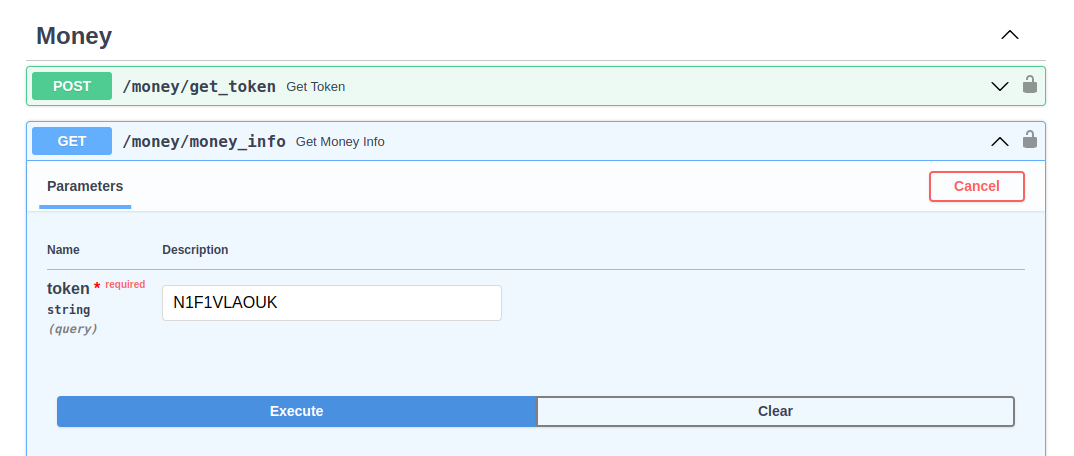 Money
POST /money/get_token Get Token
GET /money/money_info Get Money Info
Parameters Cancel
Name Description
token * required N1F1VLAOUK
string
(query)
Execute Clear